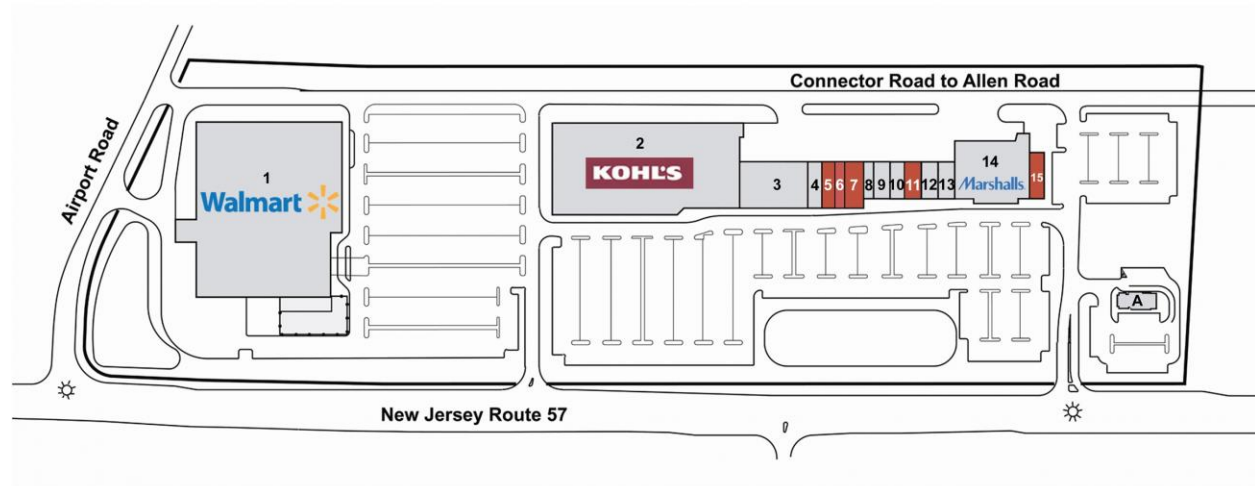 Connector Road to Allen Road
Airport Road
1
Walmart
2
KOHL'S
3
4
5
6
7
8
9
10
11
12
13
14
Marshalls
15
A
New Jersey Route 57